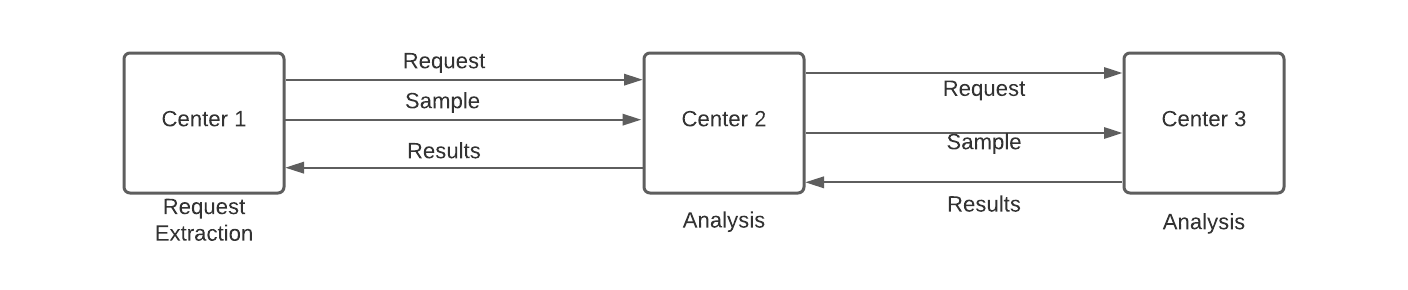 Request
Sample
Results
Center 1
Request
Extraction
Center 2
Analysis
Request
Sample
Results
Center 3
Analysis